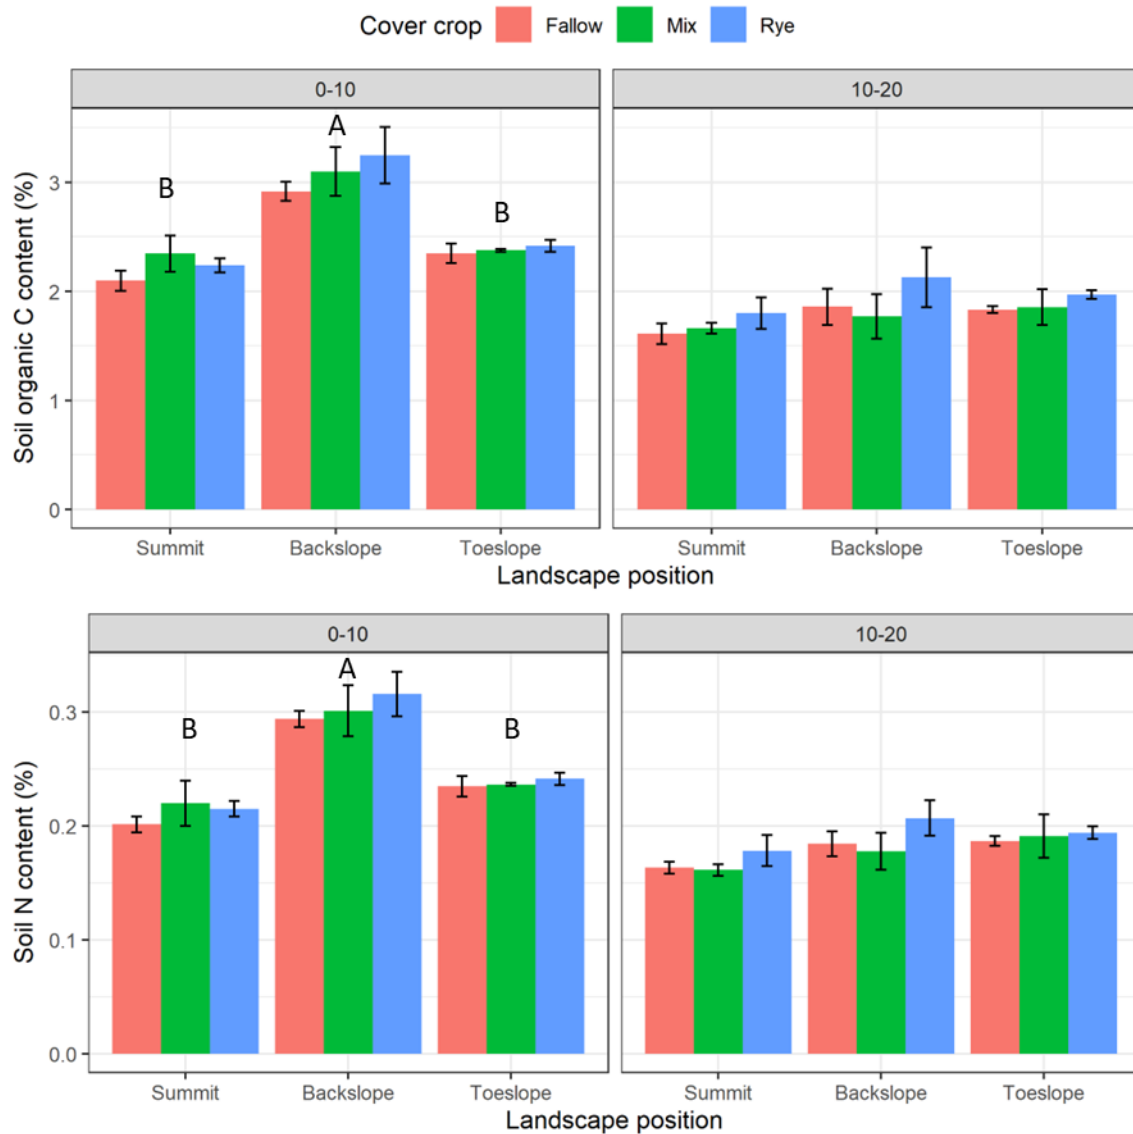 Cover crop Fallow Mix Rye
0-10 10-20
Soil organic C content (%)
3
2
1
0
B
A
B
Summit Backslope Toeslope Summit Backslope Toeslope
Landscape position
0-10 10-20
Soil N content (%)
0.3
0.2
0.1
0.0
B
A
B
Summit Backslope Toeslope Summit Backslope Toeslope
Landscape position